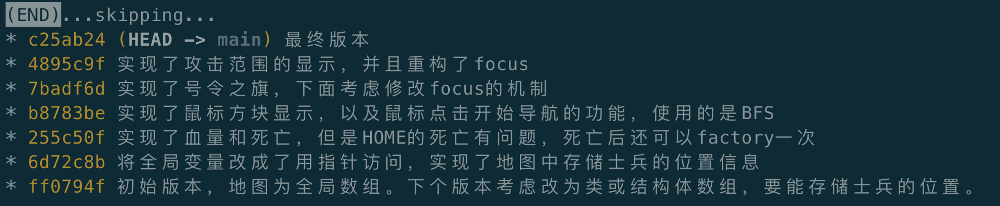 (END)...skipping...
* c25ab24 (HEAD -> main) 最终版本
* 4895c9f 实现了攻击范围的显示，并且重构了focus
* 7badf6d 实现了号令之旗，下面考虑修改focus的机制
* b8783be 实现了鼠标方块显示，以及鼠标点击开始导航的功能，使用的是BFS
* 255c50f 实现了血量和死亡，但是HOME的死亡有问题，死亡后还可以factory一次
* 6d72c8b 将全局变量改成了用指针访问，实现了地图中存储士兵的位置信息
* ff0794f 初始版本，地图为全局数组。下个版本考虑改为类或结构体数组，要能存储士兵的位置。